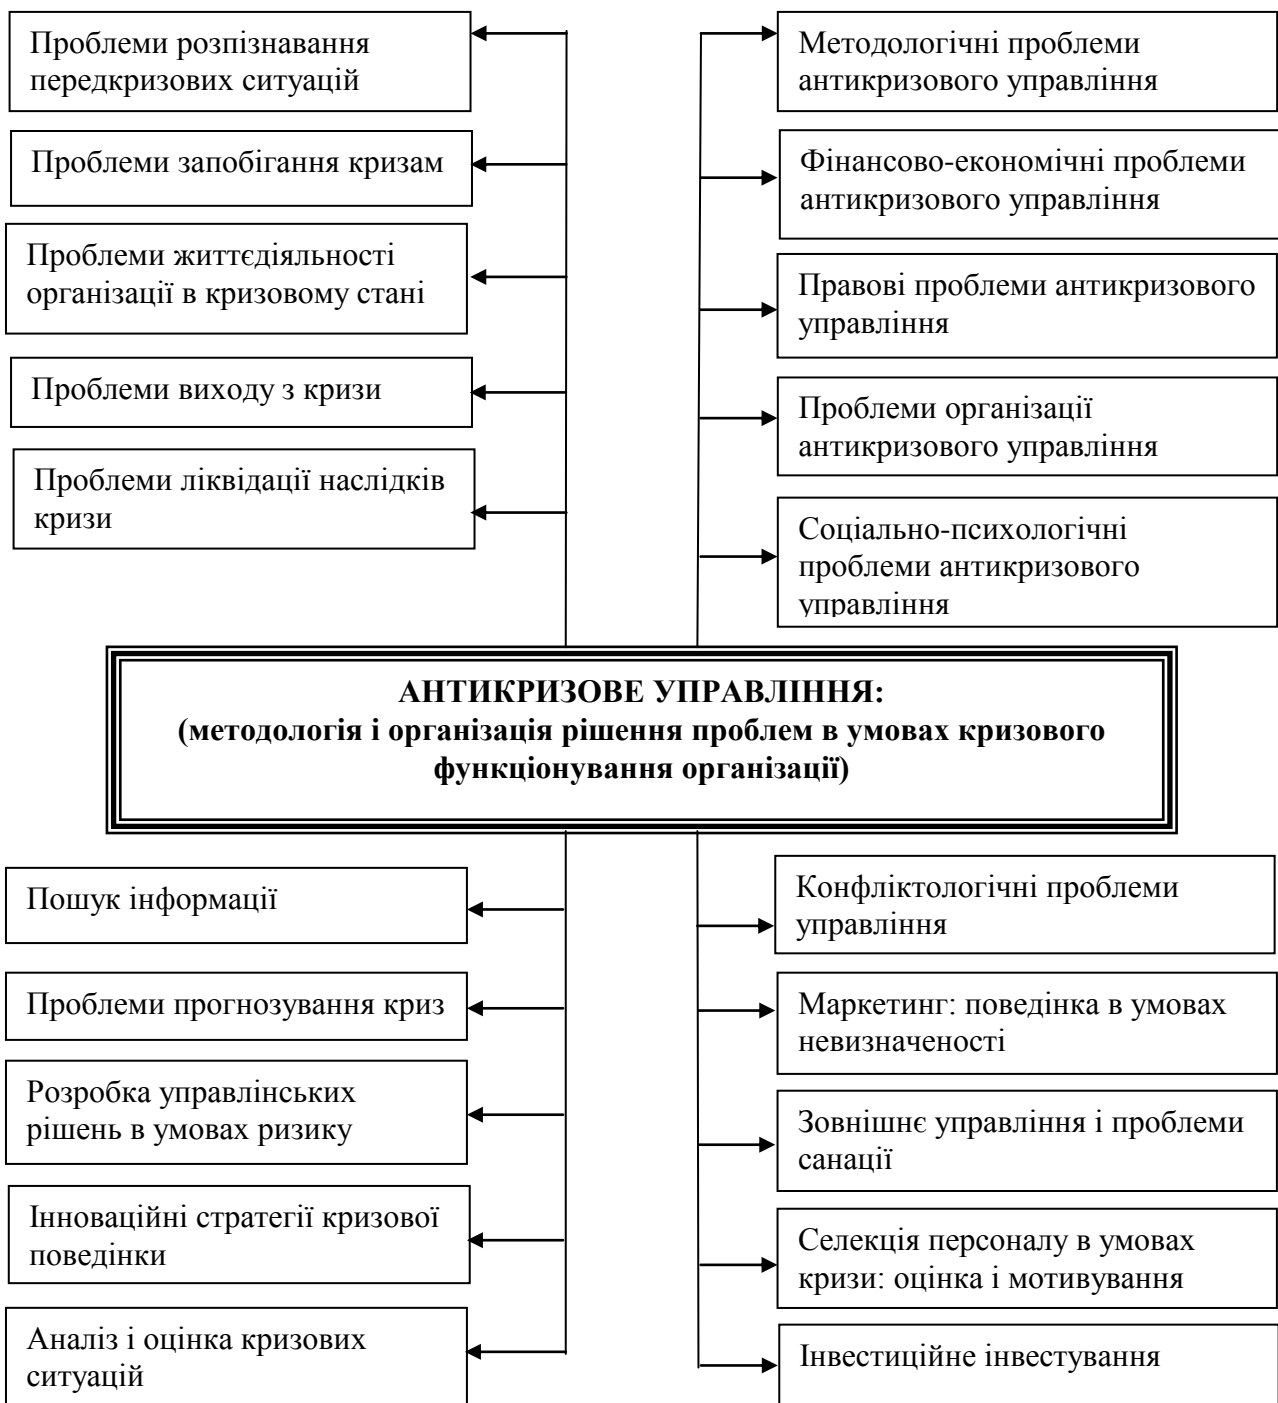 Проблеми розпізнавання
передкризових ситуацій
Проблеми запобігання кризам
Проблеми життєдіяльності
організації в кризовому стані
Проблеми виходу з кризи
Проблеми ліквідації наслідків
кризи
Методологічні проблеми
антикризового управління
Фінансово-економічні проблеми
антикризового управління
Правові проблеми антикризового
управління
Проблеми організації
антикризового управління
Соціально-психологічні
проблеми антикризового
управління
АНТИКРИЗОВЕ УПРАВЛІННЯ:
(методологія і організація рішення проблем в умовах кризового
функціонування організації)
Пошук інформації
Проблеми прогнозування криз
Розробка управлінських
рішень в умовах ризику
Інноваційні стратегії кризової
поведінки
Аналіз і оцінка кризових
ситуацій
Конфліктологічні проблеми
управління
Маркетинг: поведінка в умовах
невизначеності
Зовнішнє управління і проблеми
санації
Селекція персоналу в умовах
кризи: оцінка і мотивування
Інвестиційне інвестування